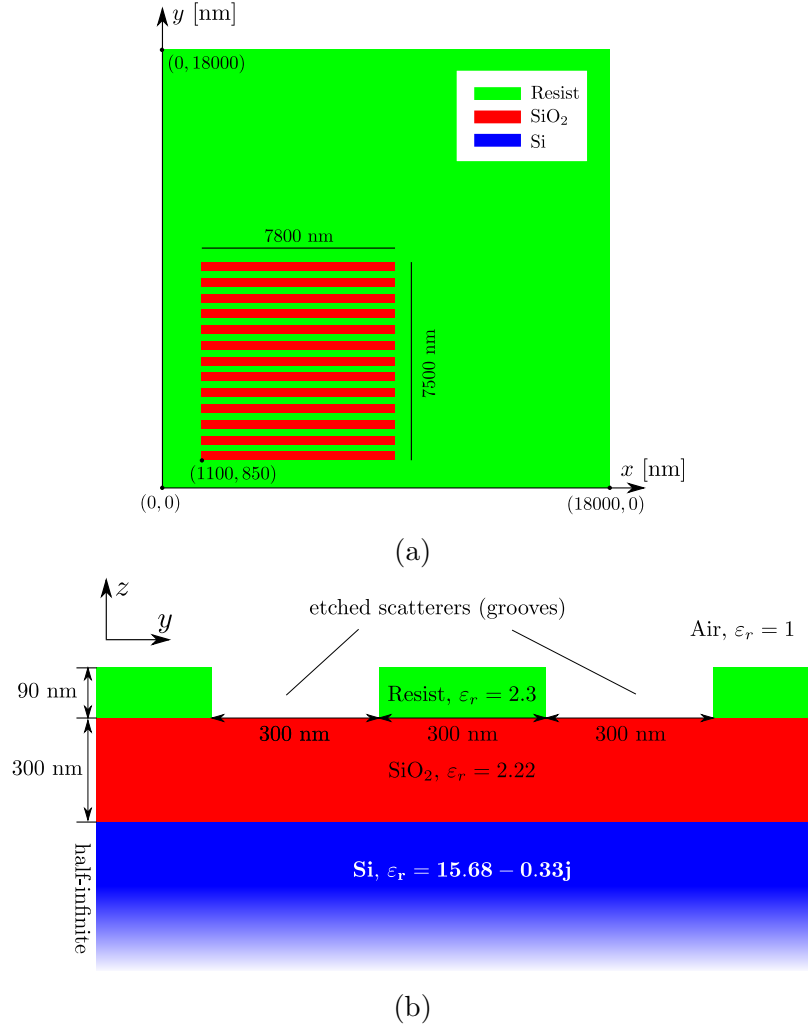 y [nm]
(0, 18000)
Resist
SiO₂
Si
7800 nm
7500 nm
(1100, 850)
x [nm]
(0, 0)
(18000, 0)
(a)
z
y
etched scatterers (grooves)
Air, εᵣ = 1
90 nm
Resist, εᵣ = 2.3
300 nm
300 nm
300 nm
300 nm
SiO₂, εᵣ = 2.22
half-infinite
Si, εᵣ = 15.68 − 0.33j
(b)